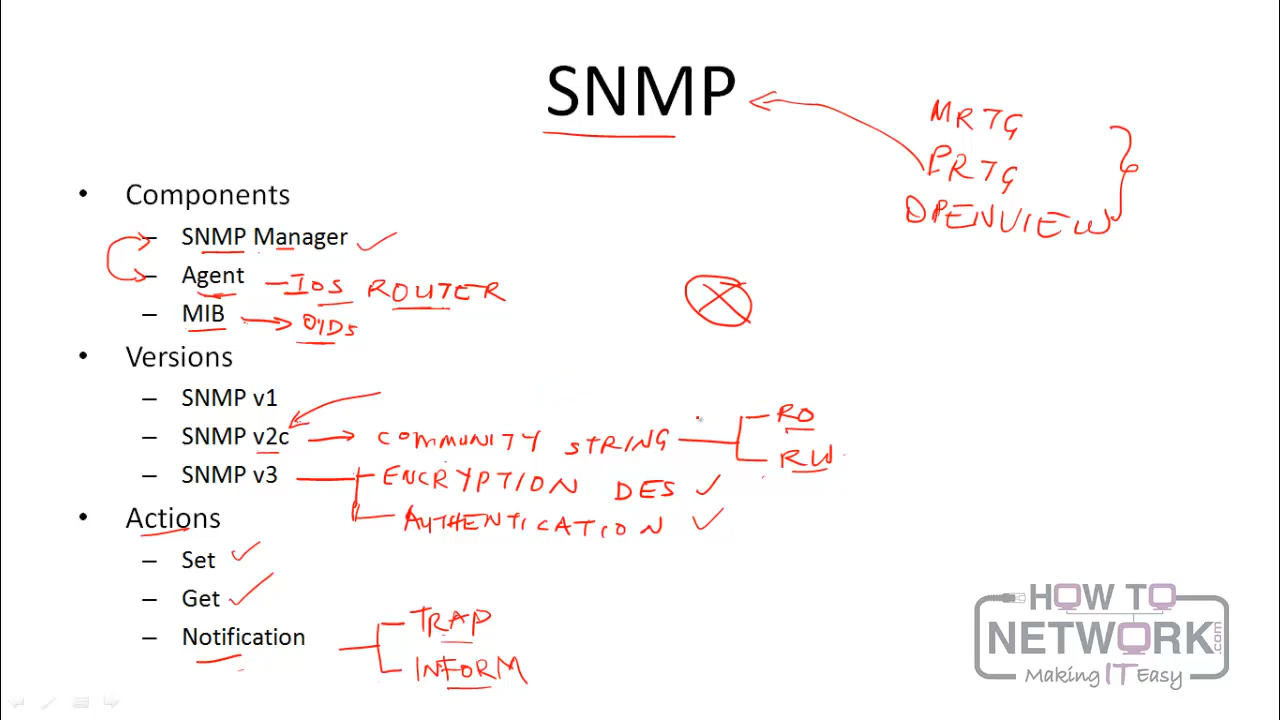 SNMP
MRTG
PRTG
OPENVIEW
• Components
– SNMP Manager
– Agent – IOS ROUTER
– MIB → OIDs
• Versions
– SNMP v1
– SNMP v2c → COMMUNITY STRING
RO
RW
– SNMP v3
ENCRYPTION DES ✓
AUTHENTICATION ✓
• Actions
– Set ✓
– Get ✓
– Notification
TRAP
INFORM
HOW TO
NETWORK.com
Making IT Easy